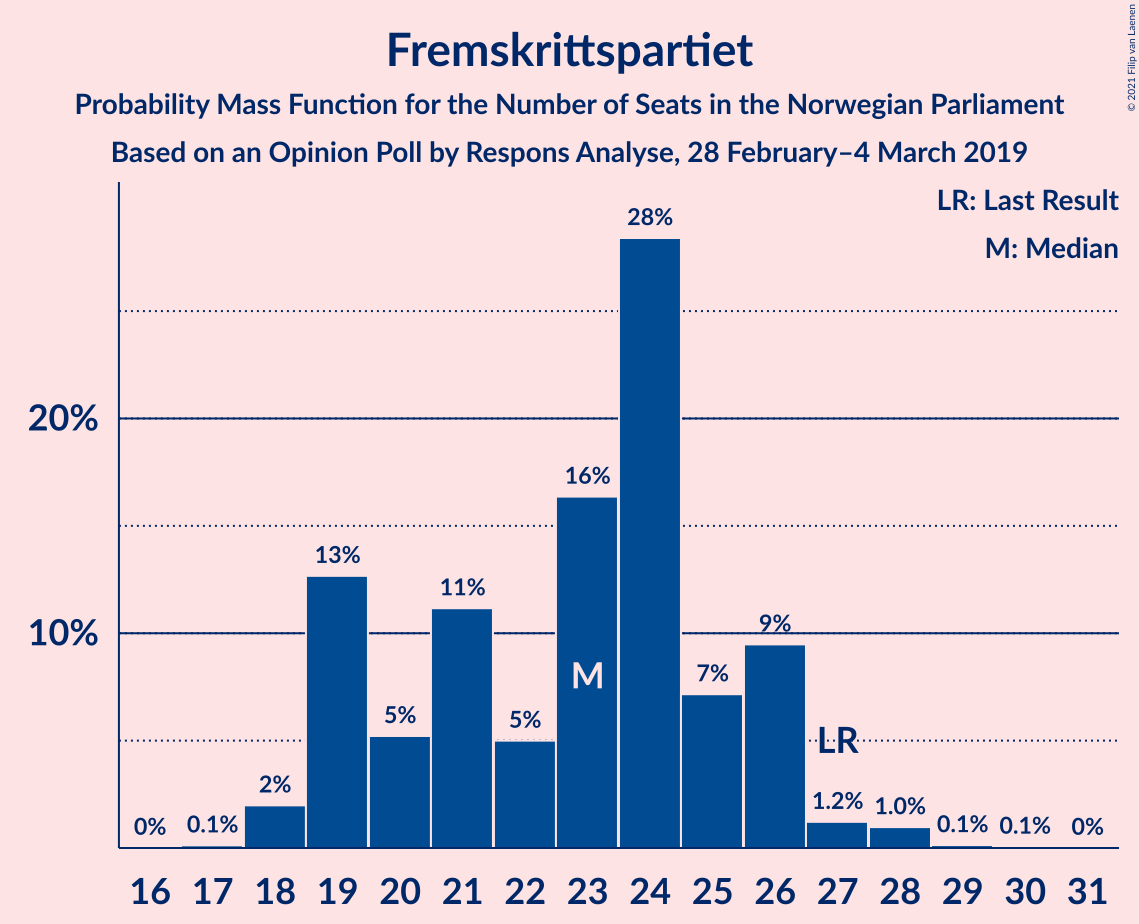 © 2021 Filip van Laenen
Fremskrittspartiet
Probability Mass Function for the Number of Seats in the Norwegian Parliament
Based on an Opinion Poll by Respons Analyse, 28 February–4 March 2019
LR: Last Result
M: Median
20%
10%
0%
0.1%
2%
13%
5%
11%
5%
16%
28%
7%
9%
1.2%
1.0%
0.1%
0.1%
0%
M
LR
16 17 18 19 20 21 22 23 24 25 26 27 28 29 30 31